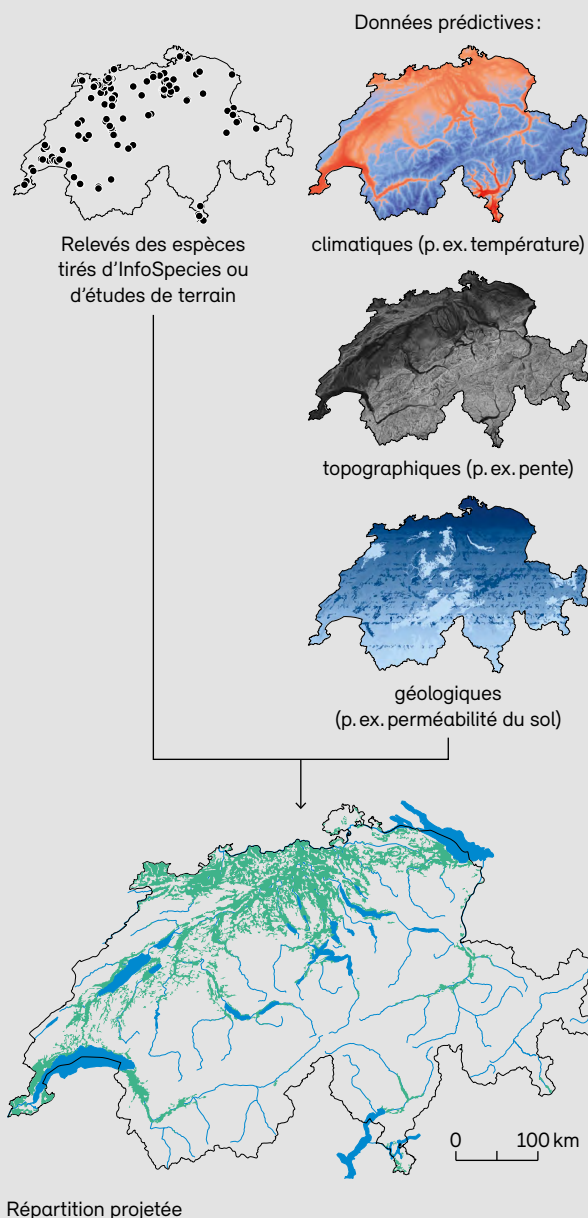 Données prédictives :
Relevés des espèces
tirés d’InfoSpecies ou
d’études de terrain
climatiques (p. ex. température)
topographiques (p. ex. pente)
géologiques
(p. ex. perméabilité du sol)
0 100 km
Répartition projetée